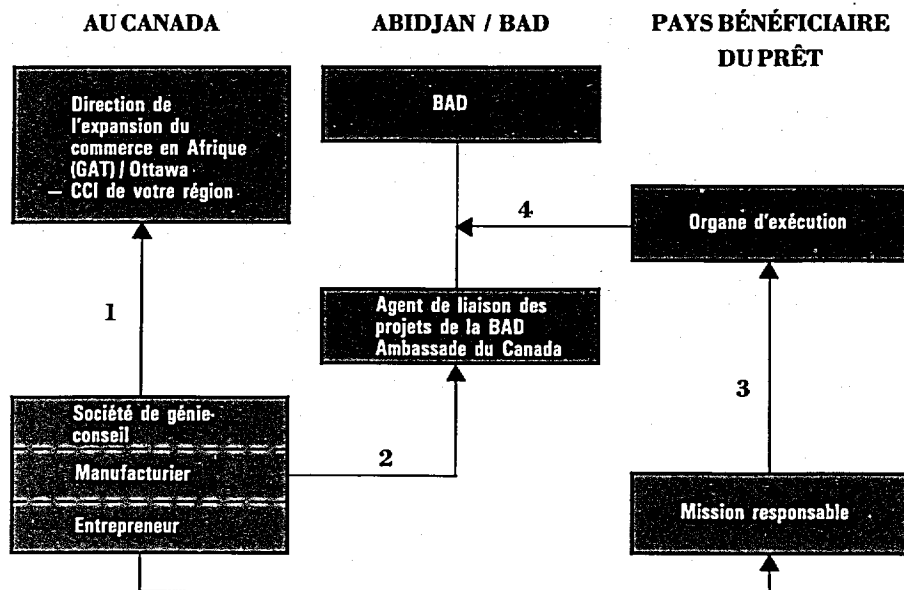 AU CANADA
ABIDJAN / BAD
PAYS BÉNÉFICIAIRE
DU PRÊT
Direction de
l'expansion du
commerce en Afrique
(GAT) / Ottawa
— CCI de votre région
BAD
4
Organe d'exécution
1
Agent de liaison des
projets de la BAD
Ambassade du Canada
3
Société de génie-
conseil
Manufacturier
Entrepreneur
2
Mission responsable